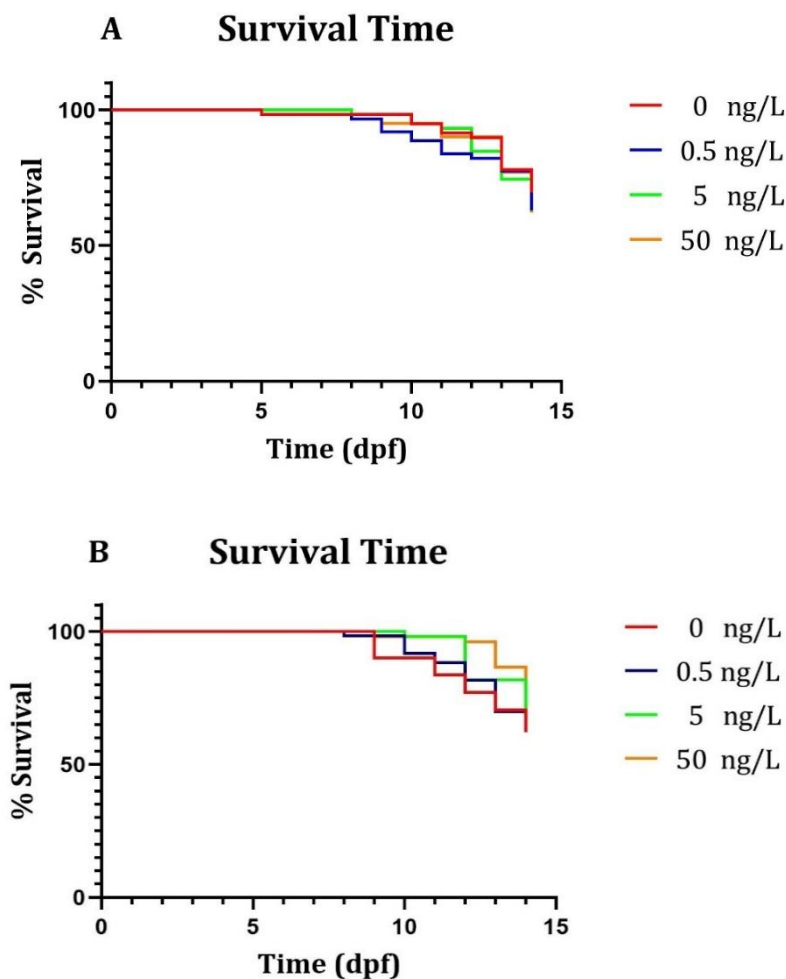 A Survival Time
100
50
0
% Survival
0 5 10 15
Time (dpf)
0 ng/L
0.5 ng/L
5 ng/L
50 ng/L
B Survival Time
100
50
0
% Survival
0 5 10 15
Time (dpf)
0 ng/L
0.5 ng/L
5 ng/L
50 ng/L